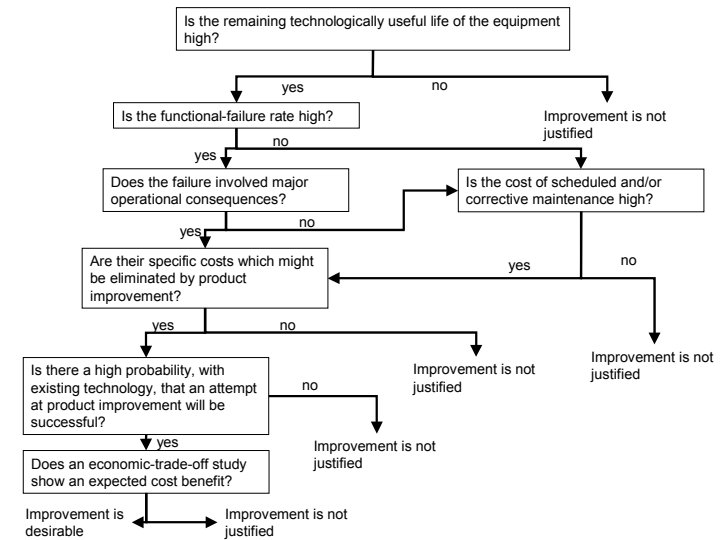 Is the remaining technologically useful life of the equipment
high?
yes
no
Is the functional-failure rate high?
Improvement is not
justified
no
yes
Does the failure involved major
operational consequences?
Is the cost of scheduled and/or
corrective maintenance high?
no
yes
Are their specific costs which might
be eliminated by product
improvement?
yes
no
yes
no
Improvement is not
justified
Improvement is not
justified
Is there a high probability, with
existing technology, that an attempt
at product improvement will be
successful?
no
Improvement is not
justified
yes
Does an economic-trade-off study
show an expected cost benefit?
Improvement is
desirable
Improvement is not
justified